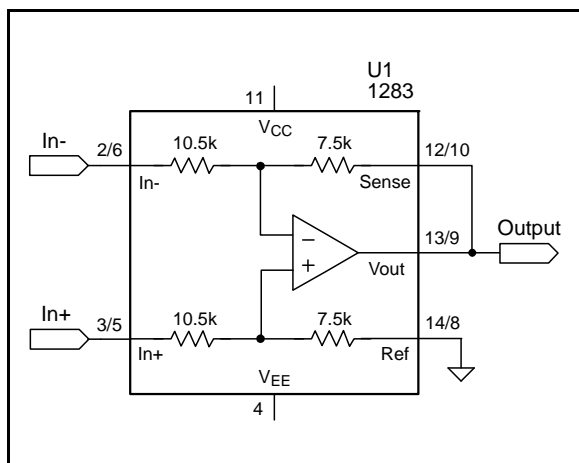 U1
1283
11
VCC
In-
2/6
10.5k
7.5k
12/10
In-
Sense
−
+
Vout
13/9
Output
In+
3/5
10.5k
7.5k
14/8
In+
Ref
VEE
4